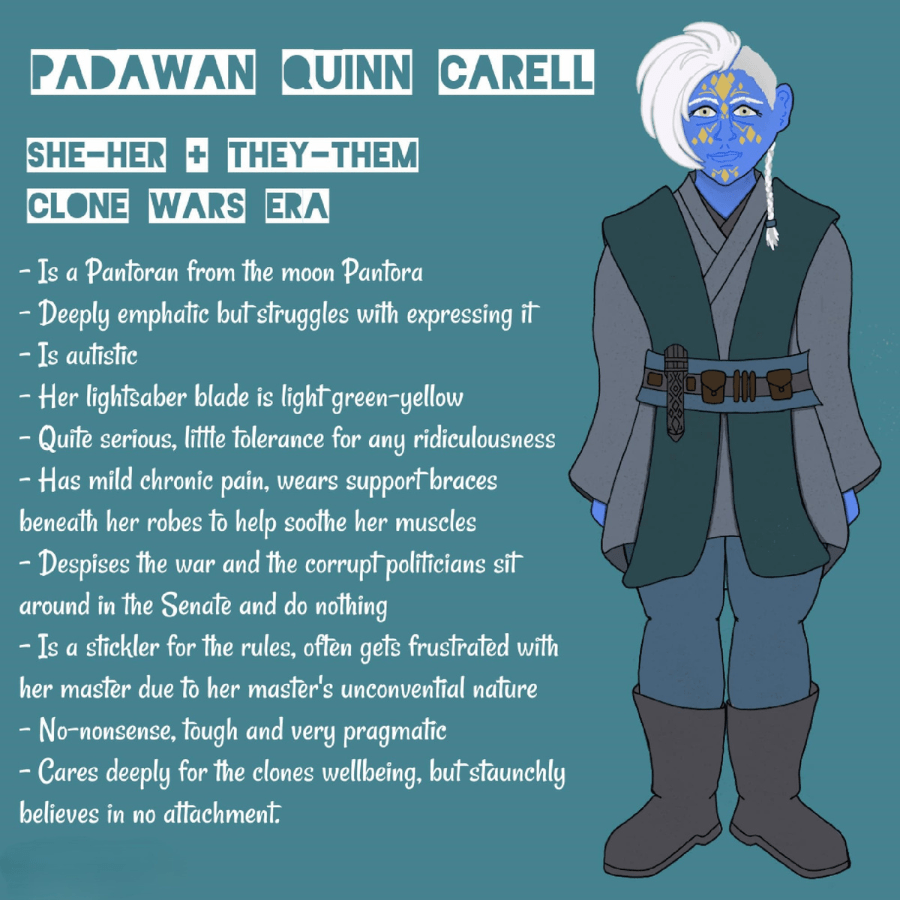 PADAWAN QUINN CARELL
SHE-HER + THEY-THEM
CLONE WARS ERA
- Is a Pantoran from the moon Pantora
- Deeply emphatic but struggles with expressing it
- Is autistic
- Her lightsaber blade is light green-yellow
- Quite serious, little tolerance for any ridiculousness
- Has mild chronic pain, wears support braces
beneath her robes to help soothe her muscles
- Despises the war and the corrupt politicians sit
around in the Senate and do nothing
- Is a stickler for the rules, often gets frustrated with
her master due to her master's unconvential nature
- No-nonsense, tough and very pragmatic
- Cares deeply for the clones wellbeing, but staunchly
believes in no attachment.